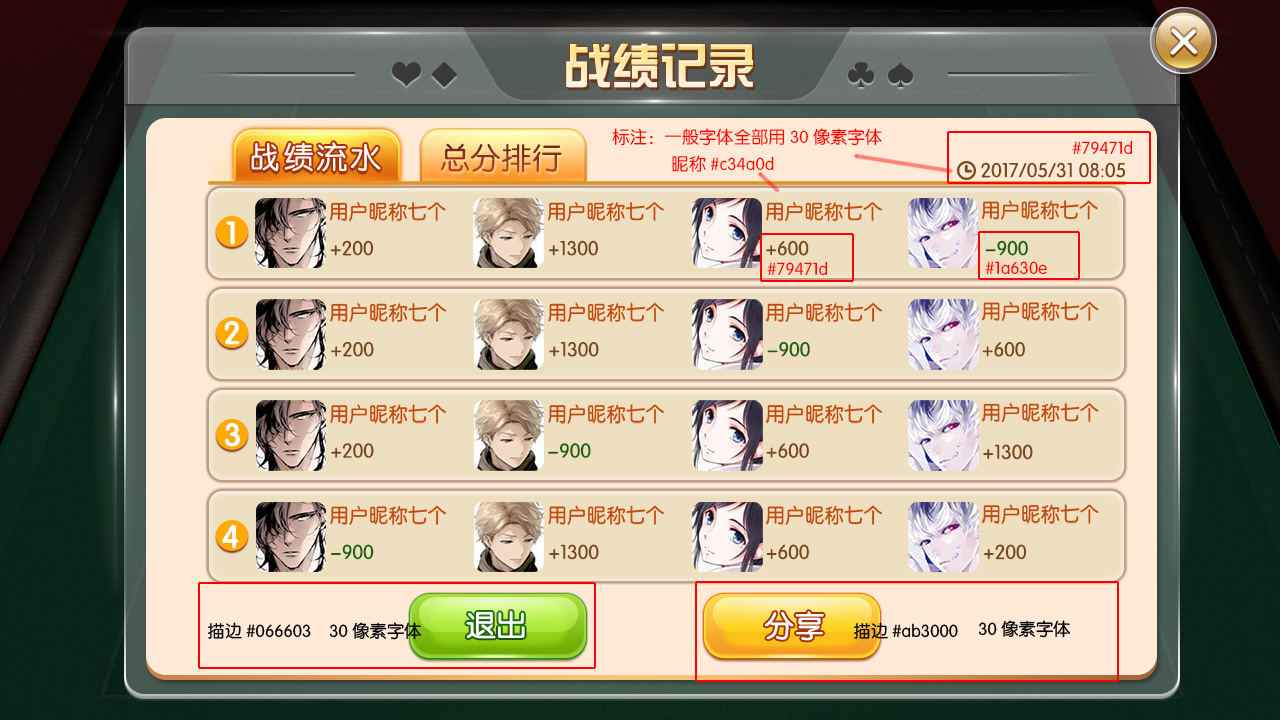 战绩记录
战绩流水
总分排行
标注：一般字体全部用 30 像素字体
昵称 #c34a0d
#79471d
2017/05/31 08:05
1
用户昵称七个
+200
用户昵称七个
+1300
用户昵称七个
+600
#79471d
用户昵称七个
-900
#1a630e
2
用户昵称七个
+200
用户昵称七个
+1300
用户昵称七个
-900
用户昵称七个
+600
3
用户昵称七个
+200
用户昵称七个
-900
用户昵称七个
+600
用户昵称七个
+1300
4
用户昵称七个
-900
用户昵称七个
+1300
用户昵称七个
+600
用户昵称七个
+200
描边 #066603 30 像素字体
退出
分享
描边 #ab3000 30 像素字体